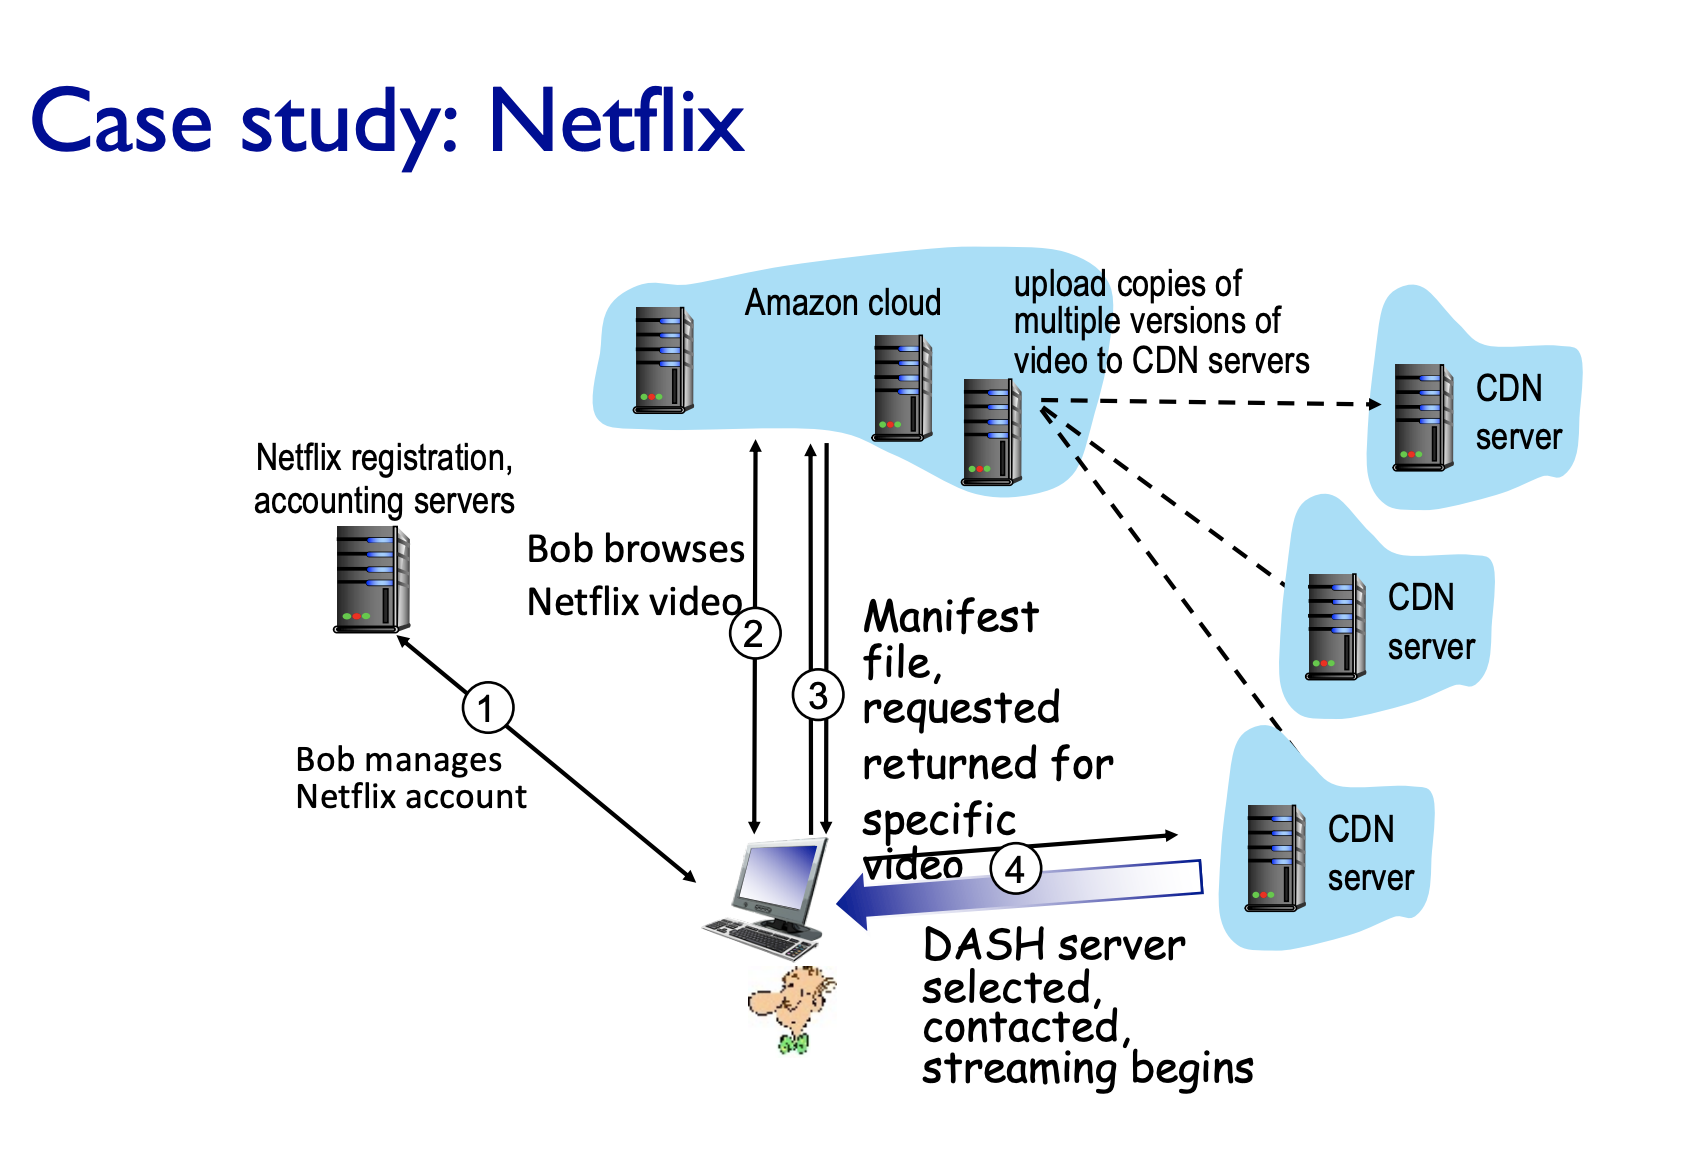 Case study: Netflix
Amazon cloud
upload copies of
multiple versions of
video to CDN servers
CDN
server
Netflix registration,
accounting servers
Bob browses
Netflix video
2
CDN
server
Manifest
file,
requested
returned for
specific
video
3
1
Bob manages
Netflix account
CDN
server
4
DASH server
selected,
contacted,
streaming begins